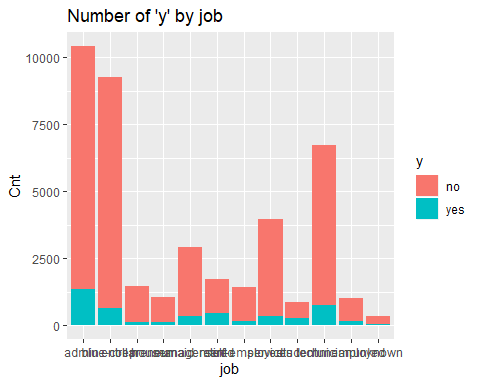 Number of 'y' by job
10000
7500
5000
2500
0
Cnt
job
y
no
yes